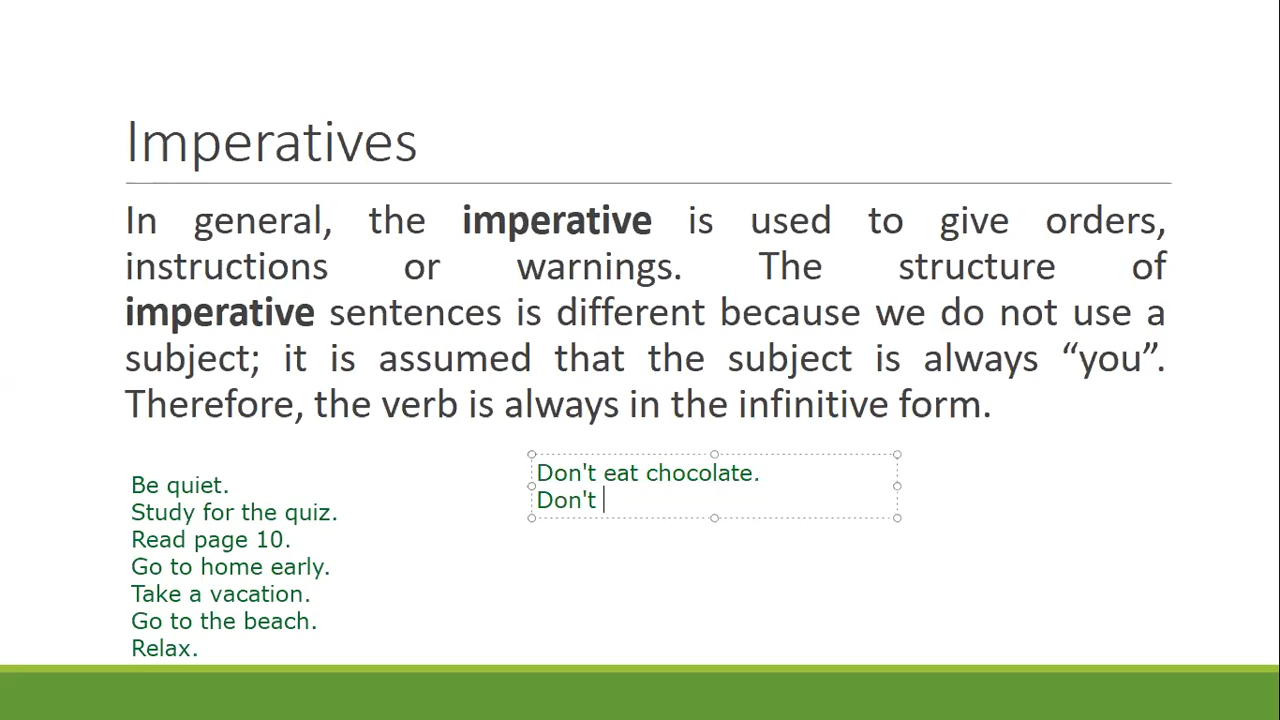 Imperatives
In general, the imperative is used to give orders,
instructions or warnings. The structure of
imperative sentences is different because we do not use a
subject; it is assumed that the subject is always “you”.
Therefore, the verb is always in the infinitive form.
Be quiet.
Study for the quiz.
Read page 10.
Go to home early.
Take a vacation.
Go to the beach.
Relax.
Don't eat chocolate.
Don't